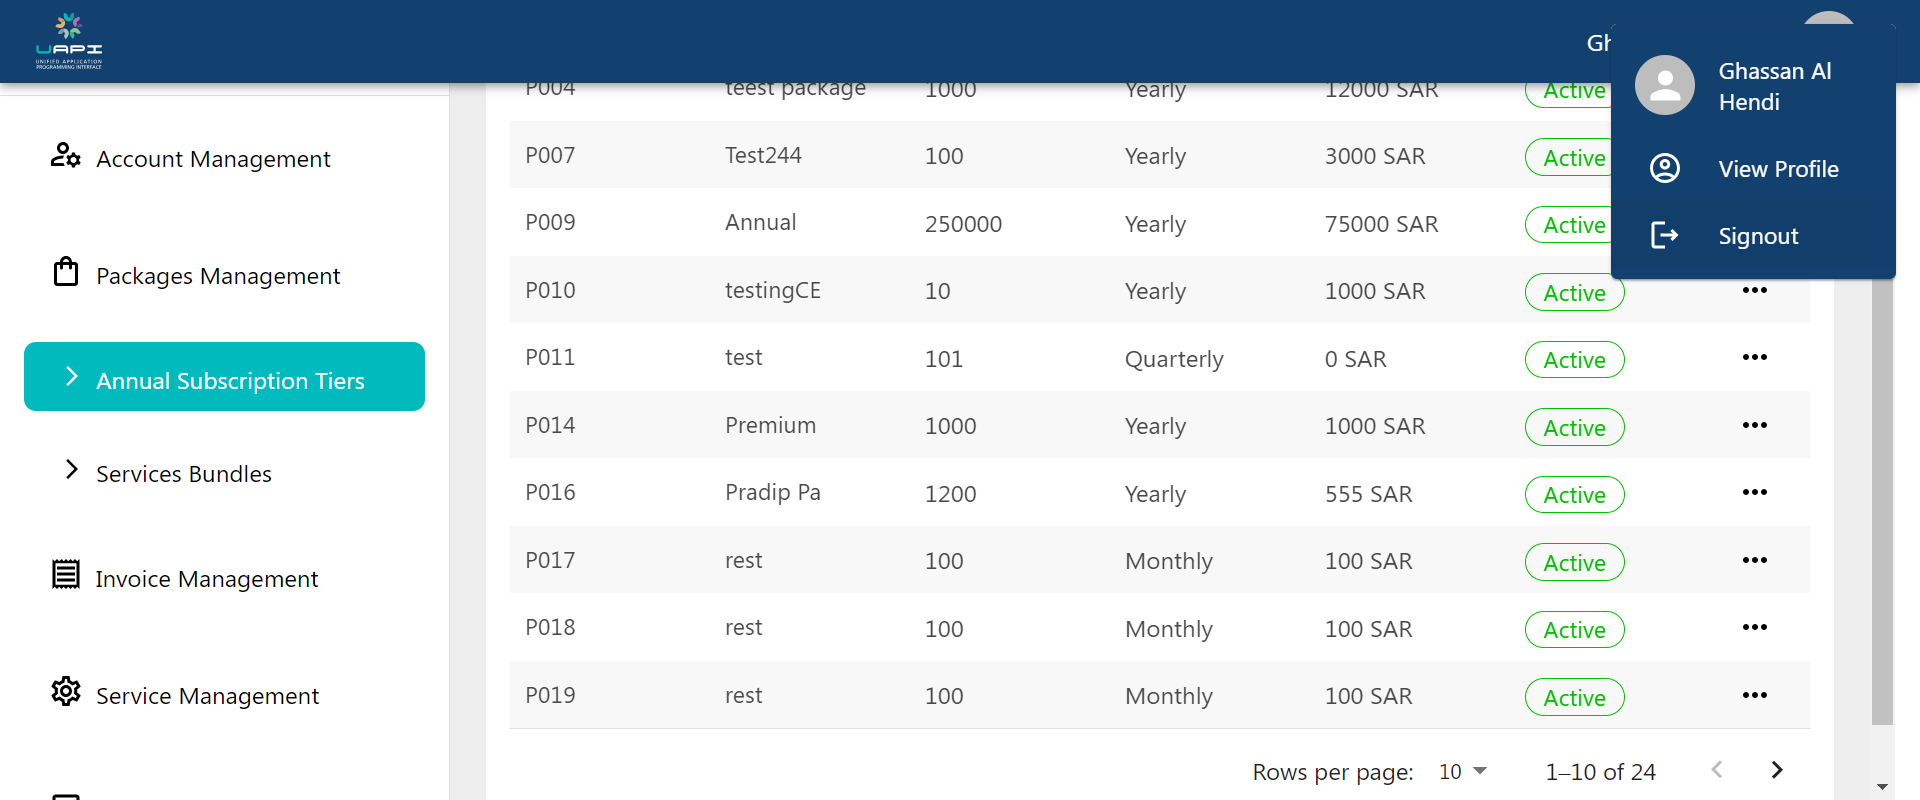 UAPI
UNIFIED APPLICATION
PROGRAMMING INTERFACE
Gh
Ghassan Al
Hendi
View Profile
Signout
Account Management
Packages Management
Annual Subscription Tiers
Services Bundles
Invoice Management
Service Management
P004 teest package 1000 Yearly 12000 SAR Active
P007 Test244 100 Yearly 3000 SAR Active
P009 Annual 250000 Yearly 75000 SAR Active
P010 testingCE 10 Yearly 1000 SAR Active
P011 test 101 Quarterly 0 SAR Active
P014 Premium 1000 Yearly 1000 SAR Active
P016 Pradip Pa 1200 Yearly 555 SAR Active
P017 rest 100 Monthly 100 SAR Active
P018 rest 100 Monthly 100 SAR Active
P019 rest 100 Monthly 100 SAR Active
Rows per page: 10 1–10 of 24